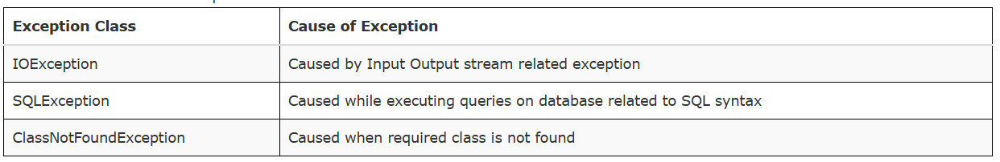 Exception Class Cause of Exception
IOException Caused by Input Output stream related exception
SQLException Caused while executing queries on database related to SQL syntax
ClassNotFoundException Caused when required class is not found